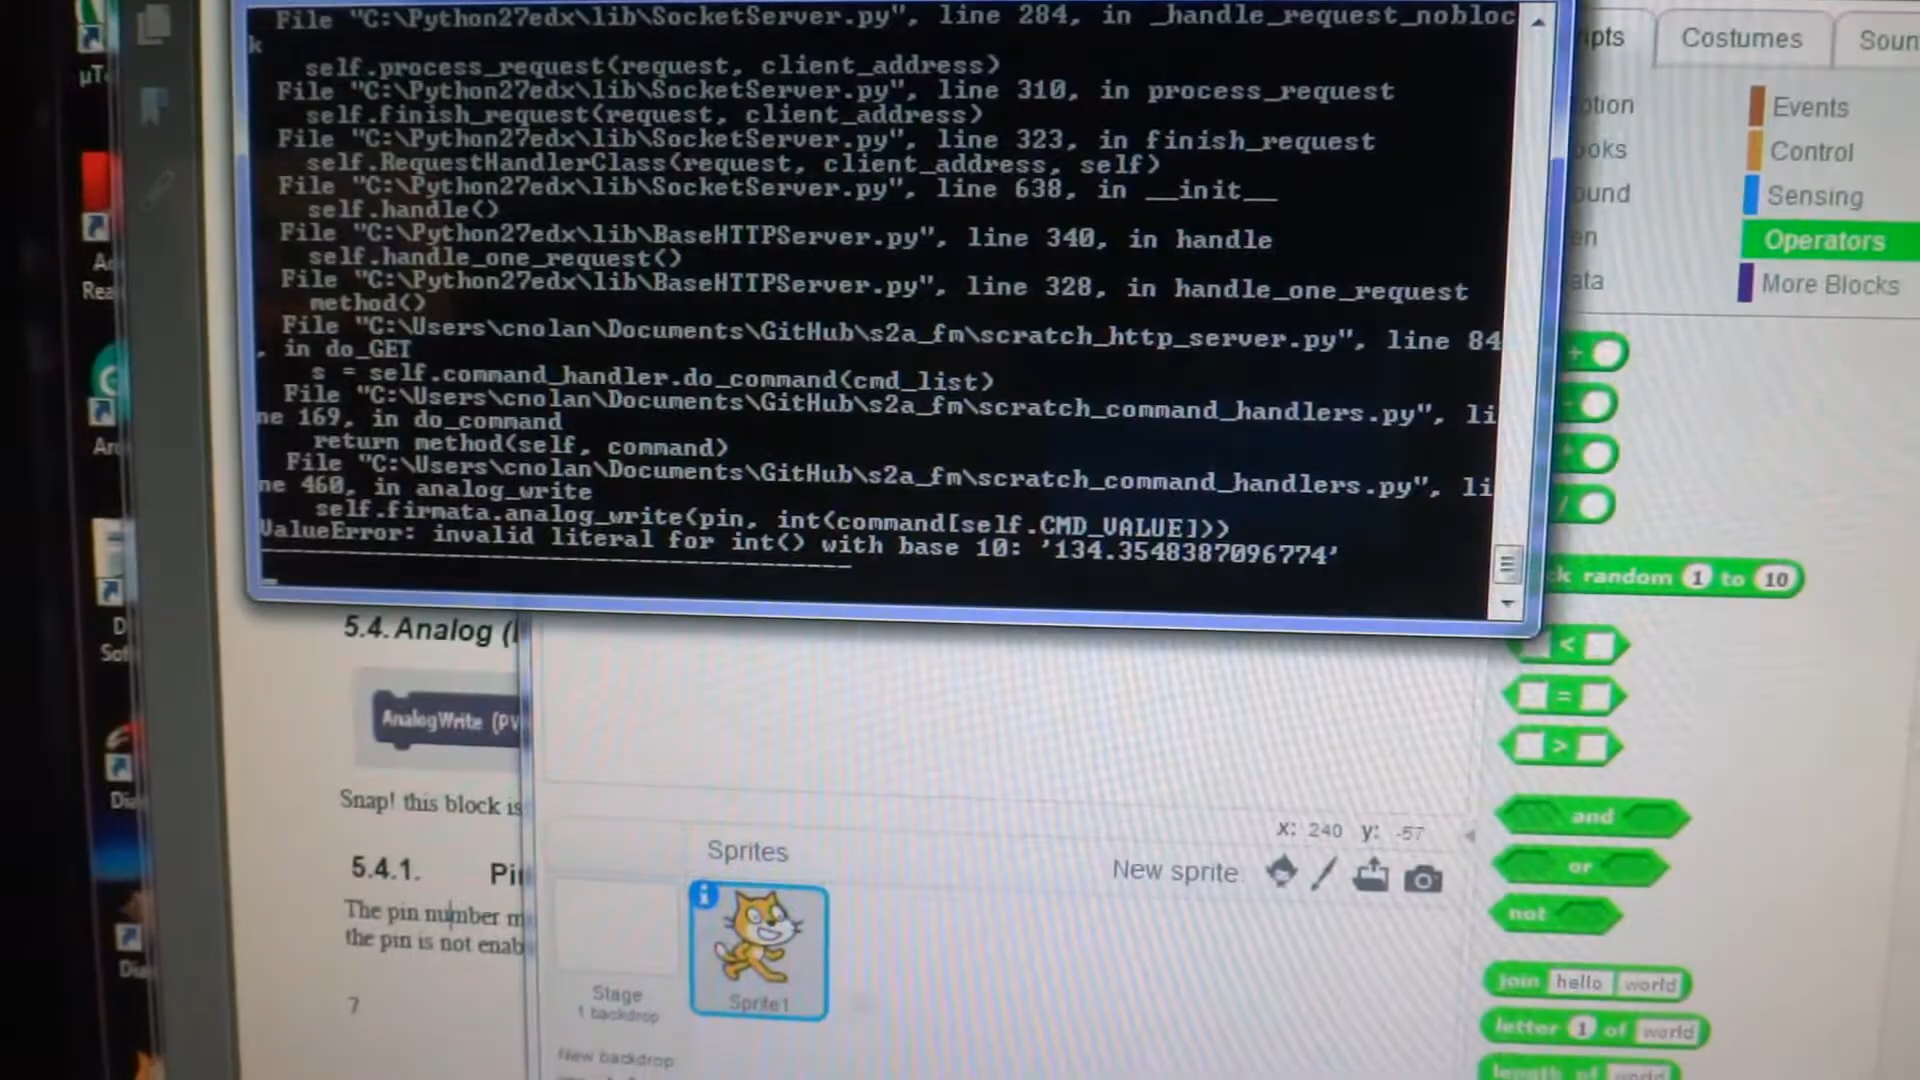 File "C:\Python27edx\lib\SocketServer.py", line 284, in _handle_request_nobloc
k
self.process_request(request, client_address)
File "C:\Python27edx\lib\SocketServer.py", line 310, in process_request
self.finish_request(request, client_address)
File "C:\Python27edx\lib\SocketServer.py", line 323, in finish_request
self.RequestHandlerClass(request, client_address, self)
File "C:\Python27edx\lib\SocketServer.py", line 638, in __init__
self.handle()
File "C:\Python27edx\lib\BaseHTTPServer.py", line 340, in handle
self.handle_one_request()
File "C:\Python27edx\lib\BaseHTTPServer.py", line 328, in handle_one_request
method()
File "C:\Users\cnolan\Documents\GitHub\s2a_fm\scratch_http_server.py", line 84
, in do_GET
s = self.command_handler.do_command(cmd_list)
File "C:\Users\cnolan\Documents\GitHub\s2a_fm\scratch_command_handlers.py", li
ne 169, in do_command
return method(self, command)
File "C:\Users\cnolan\Documents\GitHub\s2a_fm\scratch_command_handlers.py", li
ne 460, in analog_write
self.firmata.analog_write(pin, int(command[self.CMD_VALUE]))
ValueError: invalid literal for int() with base 10: '134.3548387096774'
----------------------------------------
Costumes
Events
Control
Sensing
Operators
More Blocks
+
-
/
random 1 to 10
<
=
>
and
or
not
join hello world
letter 1 of world
length of world
5.4. Analog (
AnalogWrite (
Snap! this block is
5.4.1.
The pin number
the pin is not
7
x: 240 y: -57
Sprites
New sprite
Sprite1
Stage
1 backdrop
New backdrop